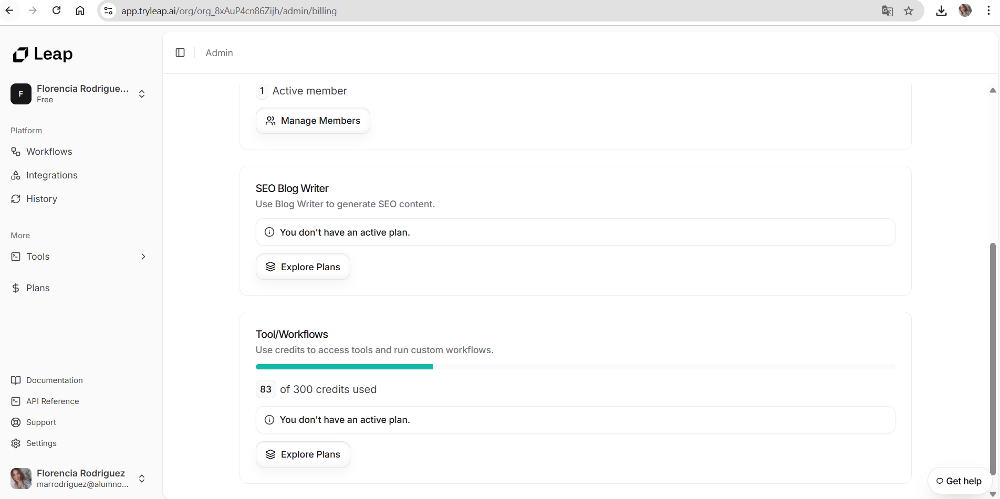 app.tryleap.ai/org/org_8xAuP4cn86Zijh/admin/billing
Leap
F
Florencia Rodrigue...
Free
Platform
Workflows
Integrations
History
More
Tools
Plans
Documentation
API Reference
Support
Settings
Florencia Rodriguez
marrodriguez@alumno...
Admin
1 Active member
Manage Members
SEO Blog Writer
Use Blog Writer to generate SEO content.
You don't have an active plan.
Explore Plans
Tool/Workflows
Use credits to access tools and run custom workflows.
83 of 300 credits used
You don't have an active plan.
Explore Plans
Get help